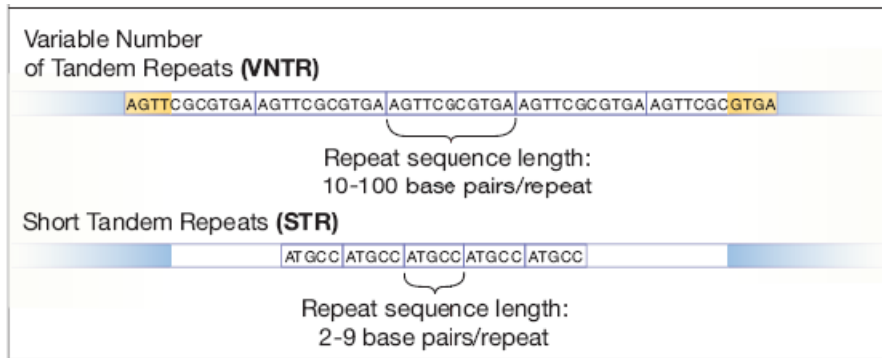 Variable Number
of Tandem Repeats (VNTR)
AGTTCGCGTGA AGTTCGCGTGA AGTTCGCGTGA AGTTCGCGTGA AGTTCGCGTGA
Repeat sequence length:
10-100 base pairs/repeat
Short Tandem Repeats (STR)
ATGCC ATGCC ATGCC ATGCC ATGCC
Repeat sequence length:
2-9 base pairs/repeat